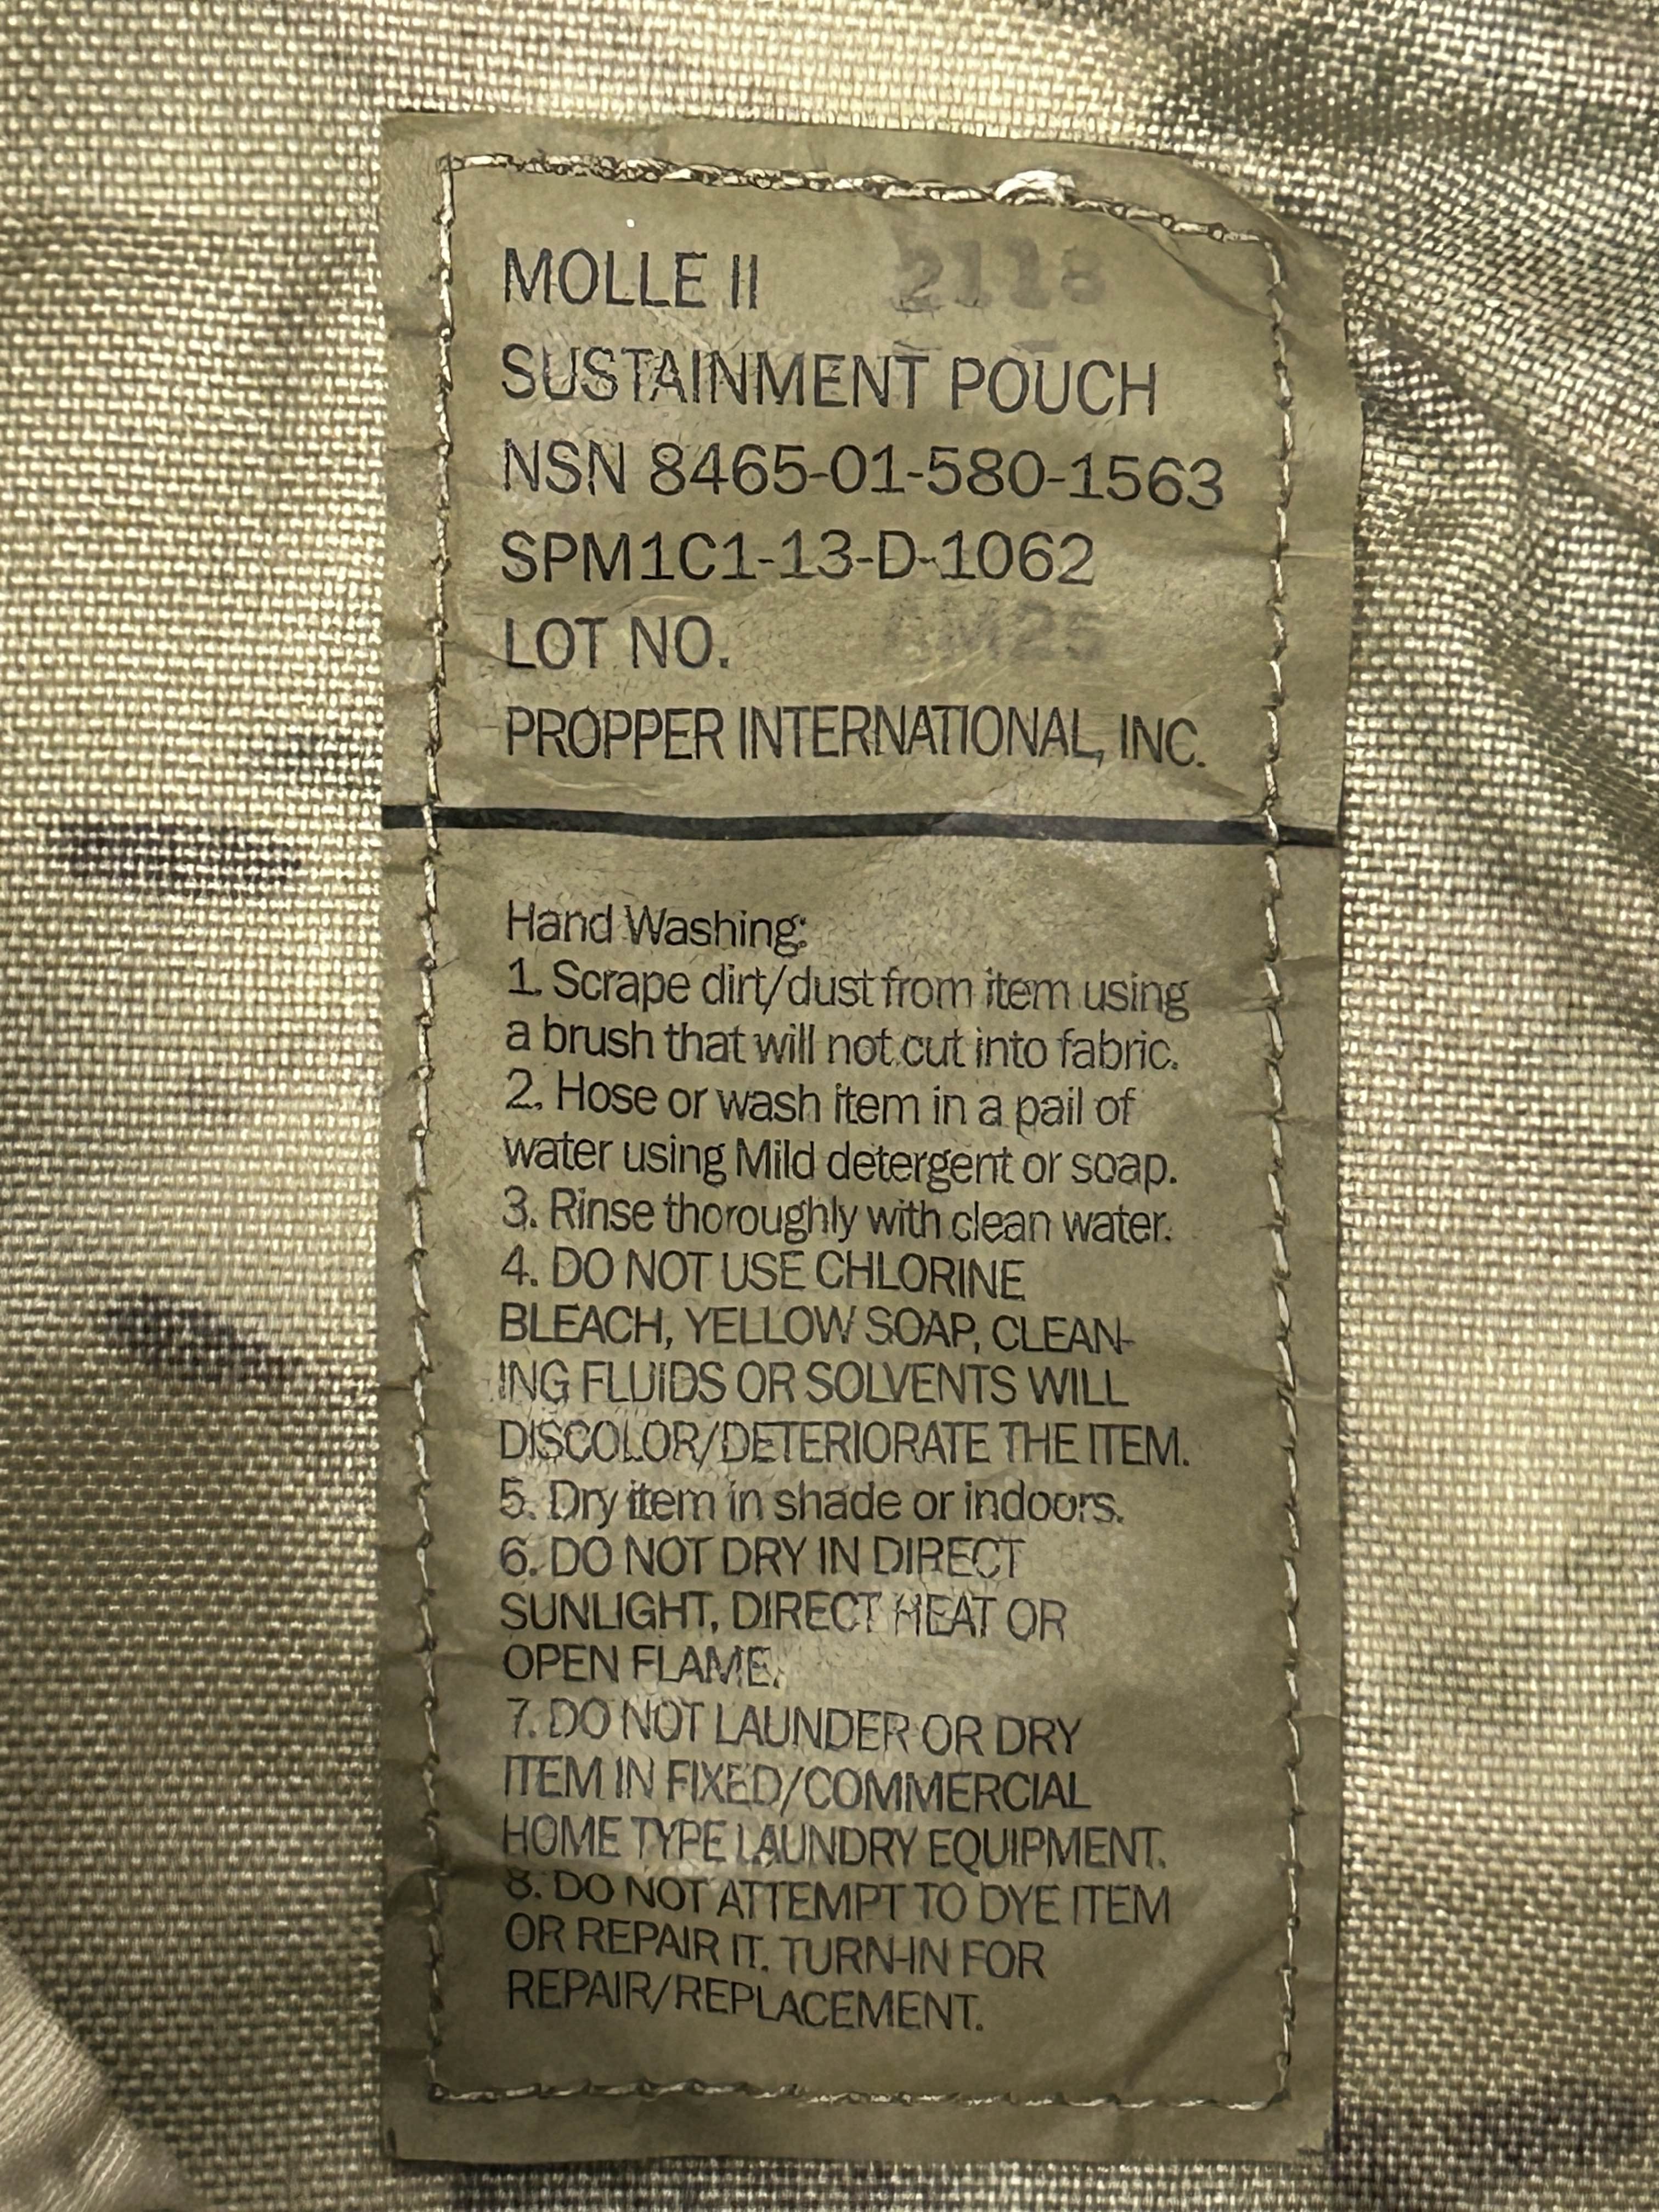 MOLLE II 2118
SUSTAINMENT POUCH
NSN 8465-01-580-1563
SPM1C1-13-D-1062
LOT NO.
PROPPER INTERNATIONAL, INC.
Hand Washing:
1. Scrape dirt/dust from item using
a brush that will not cut into fabric.
2. Hose or wash item in a pail of
water using Mild detergent or soap.
3. Rinse thoroughly with clean water.
4. DO NOT USE CHLORINE
BLEACH, YELLOW SOAP, CLEAN-
ING FLUIDS OR SOLVENTS WILL
DISCOLOR/DETERIORATE THE ITEM.
5. Dry item in shade or indoors.
6. DO NOT DRY IN DIRECT
SUNLIGHT, DIRECT HEAT OR
OPEN FLAME.
7. DO NOT LAUNDER OR DRY
ITEM IN FIXED/COMMERCIAL
HOME TYPE LAUNDRY EQUIPMENT.
8. DO NOT ATTEMPT TO DYE ITEM
OR REPAIR IT. TURN-IN FOR
REPAIR/REPLACEMENT.